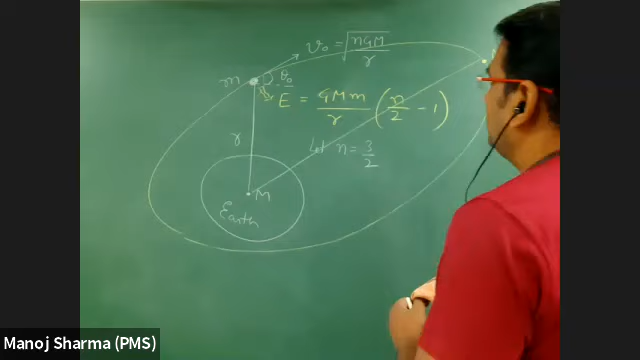 v₀ = √(nGM/r)
m
θ₀
E = GMm/r (n/2 - 1)
r
Let n = 3/2
M
Earth
Manoj Sharma (PMS)